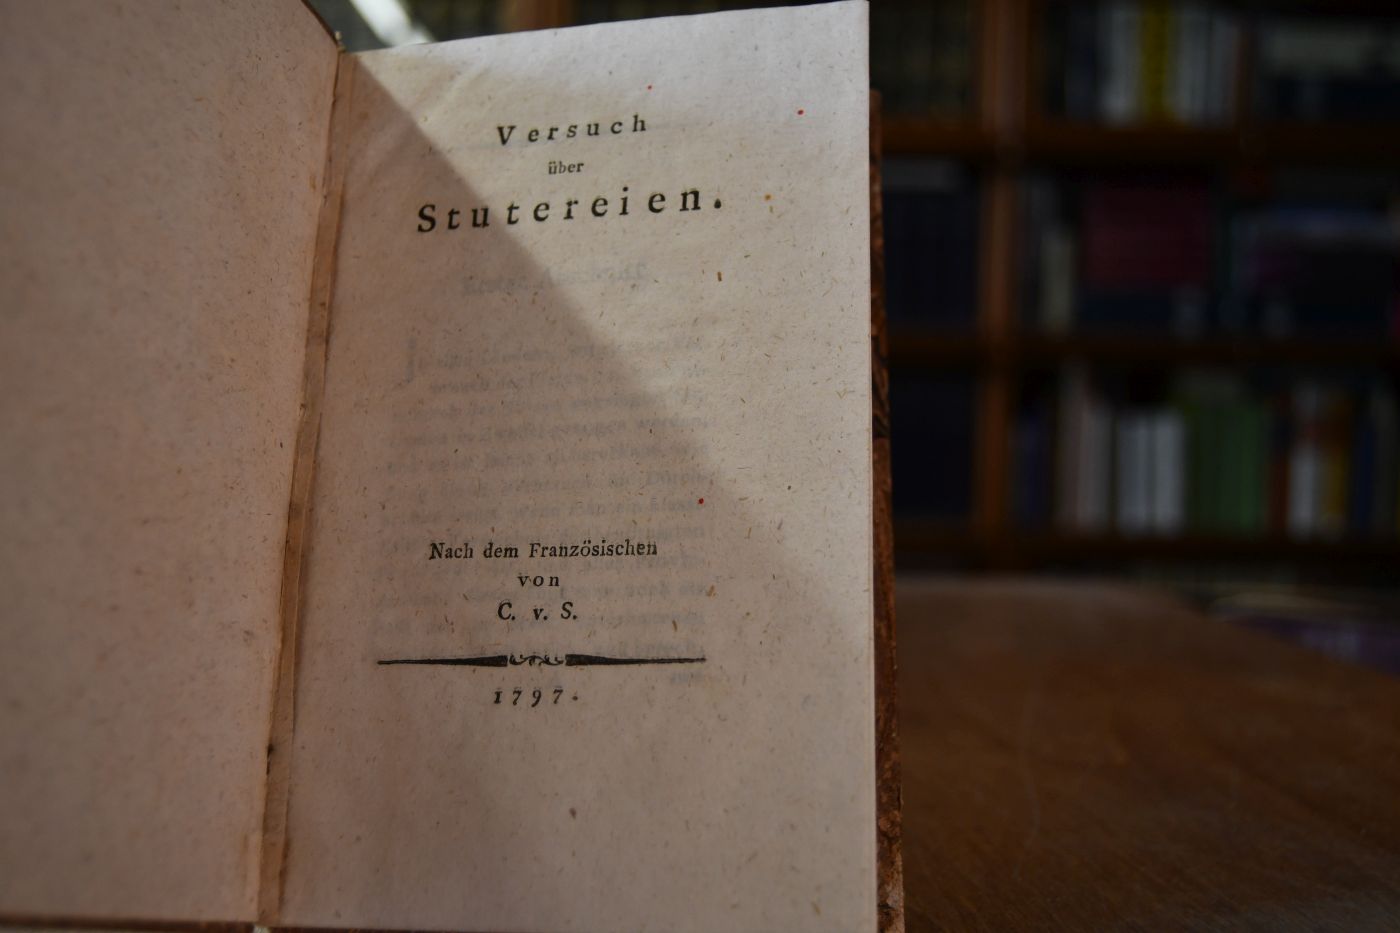 Versuch
über
Stutereien.
Nach dem Französischen
von
C. v. S.
1797.